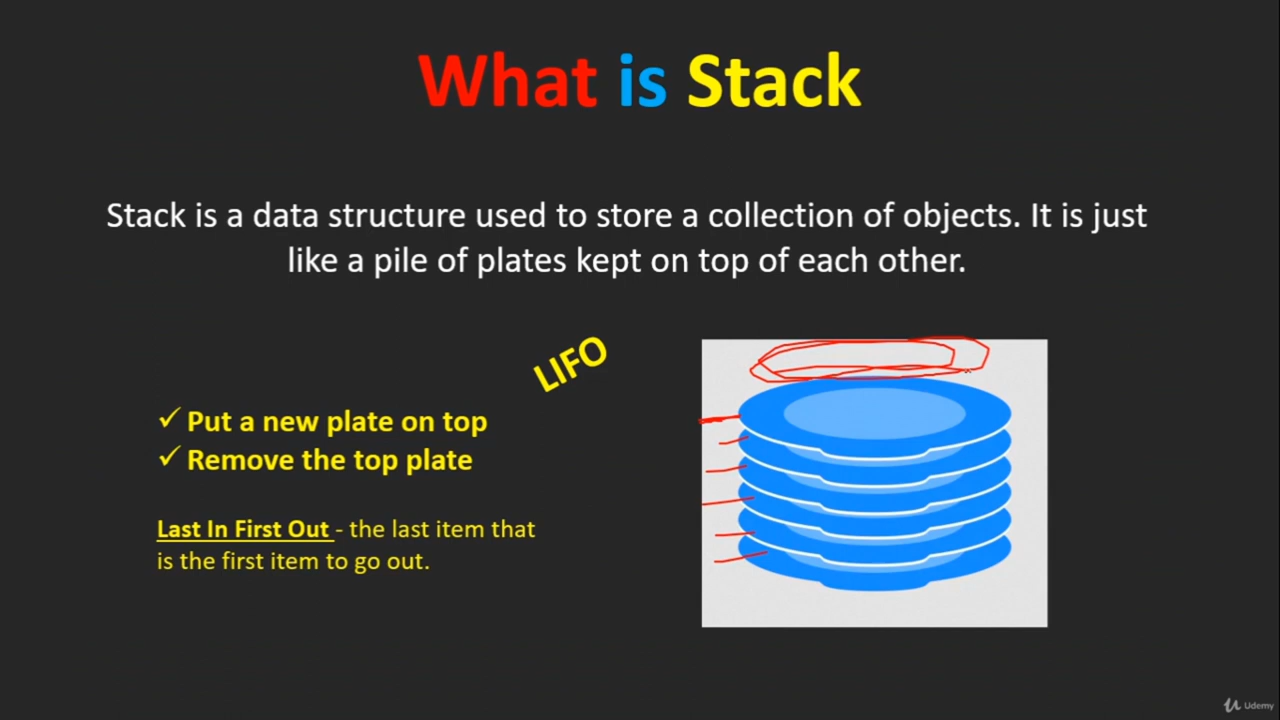 What is Stack
Stack is a data structure used to store a collection of objects. It is just
like a pile of plates kept on top of each other.
LIFO
✓ Put a new plate on top
✓ Remove the top plate
Last In First Out - the last item that
is the first item to go out.
Udemy